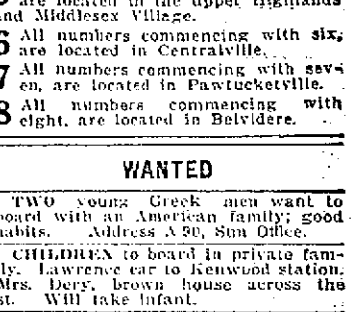 are located in the upper Highlands
and Middlesex Village.
6 All numbers commencing with six,
are located in Centralville.
7 All numbers commencing with sev-
en, are located in Pawtucketville.
8 All numbers commencing with
eight, are located in Belvidere.
WANTED
TWO young Greek men want to
board with an American family; good
habits. Address A 90, Sun Office.
CHILDREN to board in private fam-
ly. Lawrence car to Kenwood station.
Mrs. Dery, brown house across the
st. Will take infant.